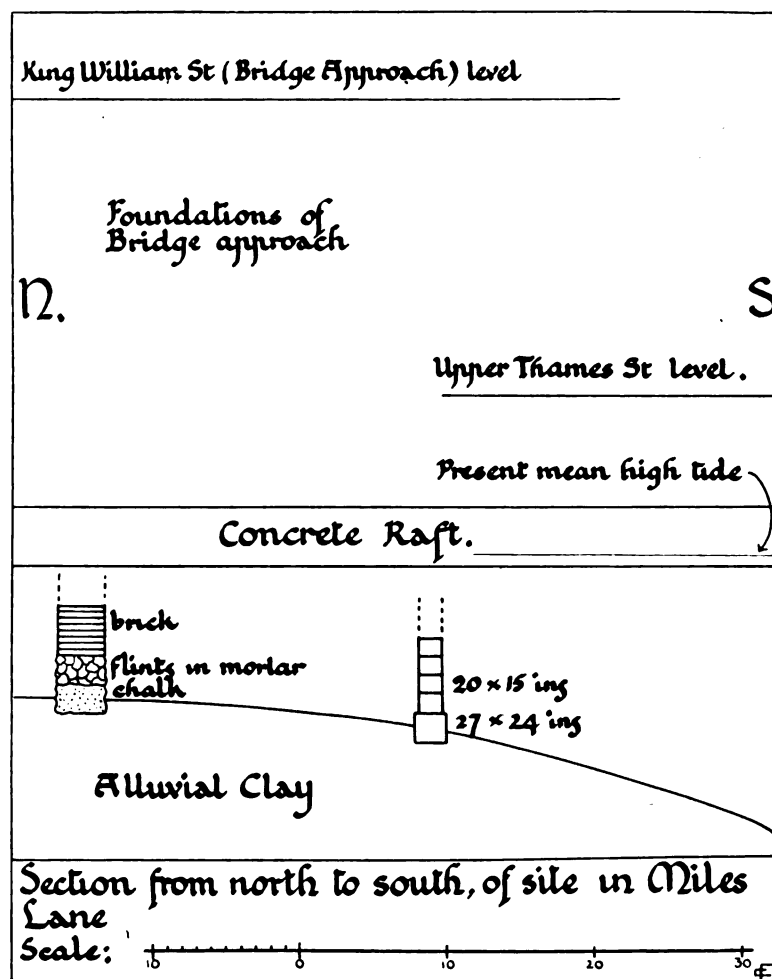 King William St (Bridge Approach) level
Foundations of
Bridge approach
N.
S
Upper Thames St level.
Present mean high tide
Concrete Raft.
brick
flints in mortar
chalk
20 × 15 ins
27 × 24 ins
Alluvial Clay
Section from north to south, of site in Miles
Lane
Scale:
10 0 10 20 30